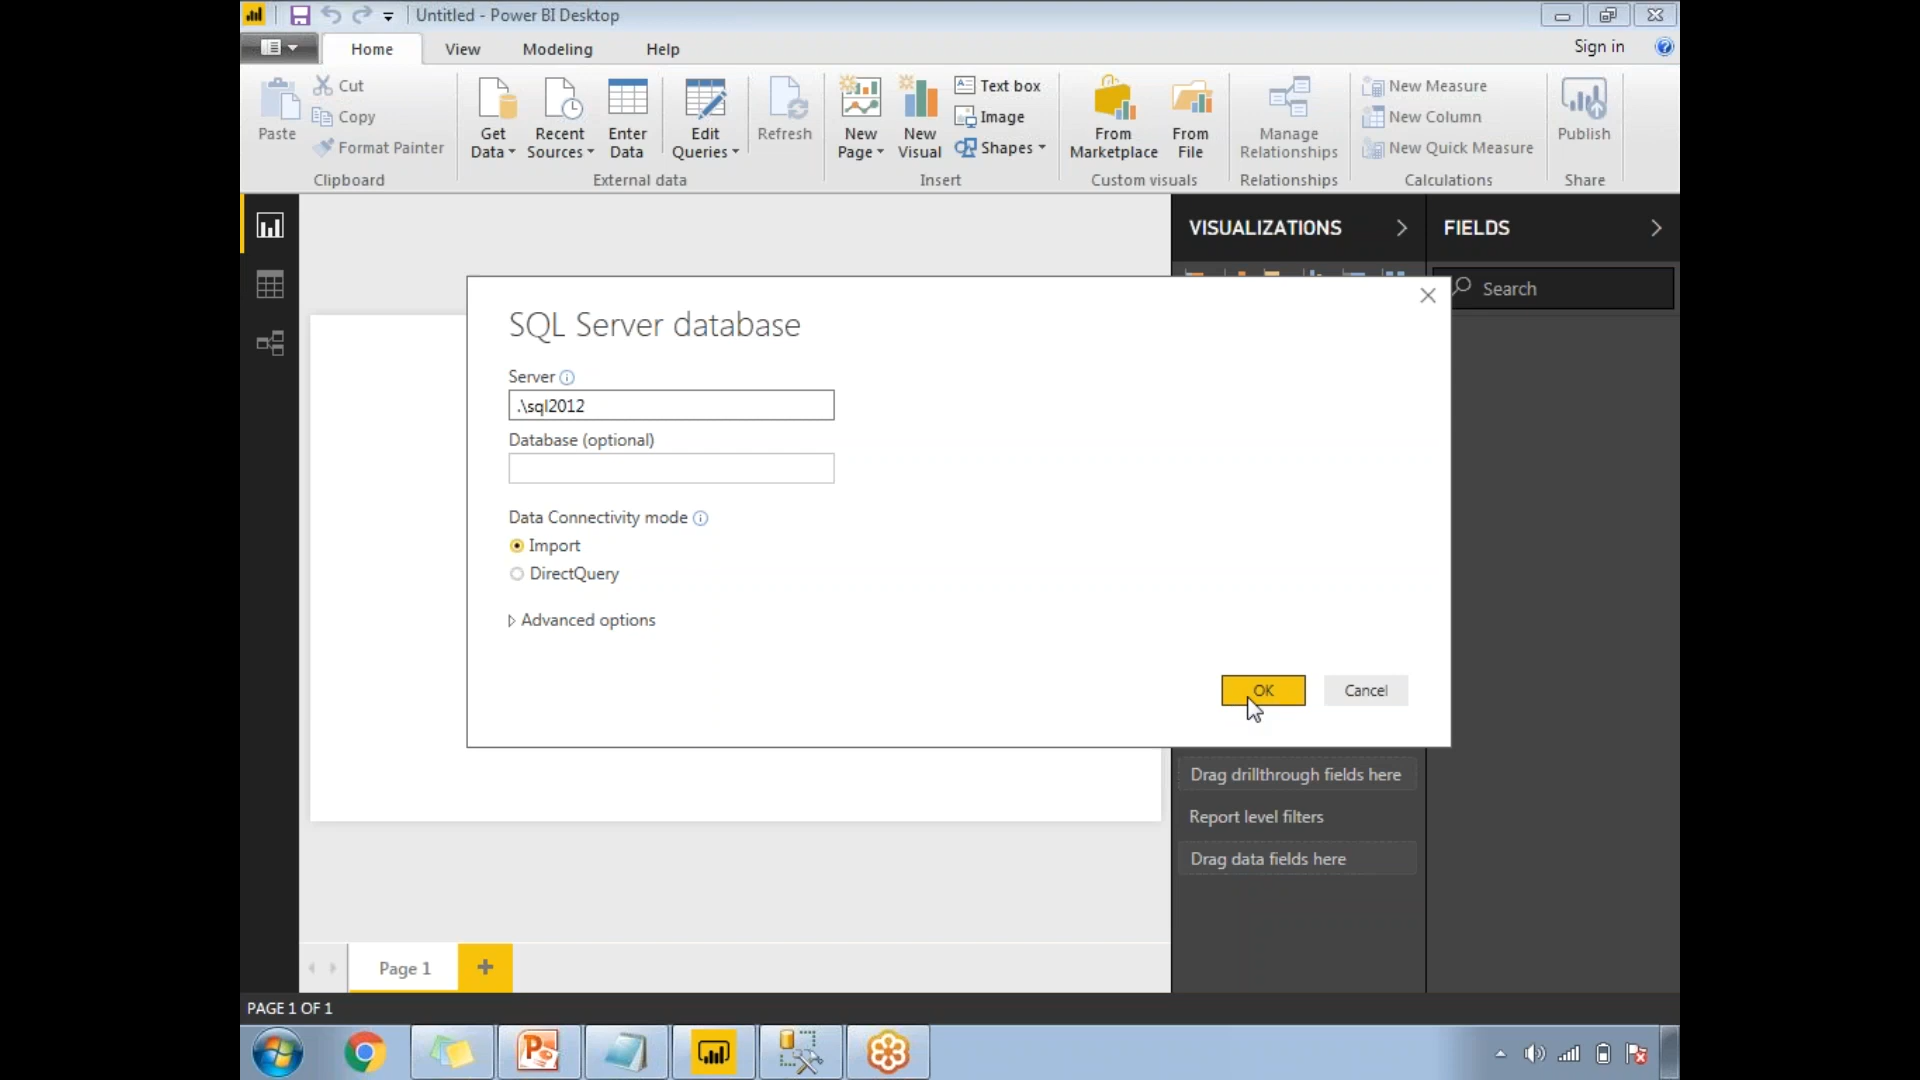 Untitled - Power BI Desktop
Home
View
Modeling
Help
Sign in
Paste
Cut
Copy
Format Painter
Clipboard
Get Data
Recent Sources
Enter Data
Edit Queries
Refresh
External data
New Page
New Visual
Text box
Image
Shapes
Insert
From Marketplace
From File
Custom visuals
Manage Relationships
Relationships
New Measure
New Column
New Quick Measure
Calculations
Publish
Share
VISUALIZATIONS
FIELDS
Search
SQL Server database
Server
.\sql2012
Database (optional)
Data Connectivity mode
Import
DirectQuery
Advanced options
OK
Cancel
Drag drillthrough fields here
Report level filters
Drag data fields here
Page 1
PAGE 1 OF 1